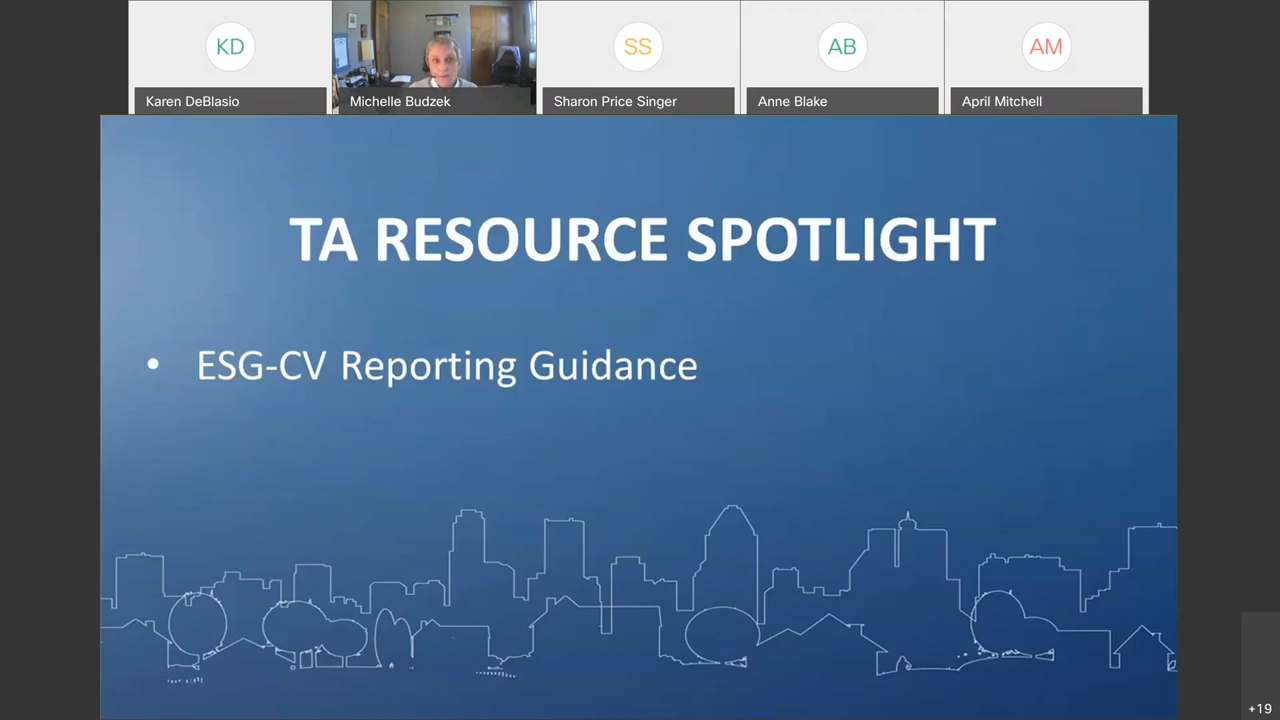 KD
SS
AB
AM
Karen DeBlasio
Michelle Budzek
Sharon Price Singer
Anne Blake
April Mitchell
TA RESOURCE SPOTLIGHT
• ESG-CV Reporting Guidance
+19